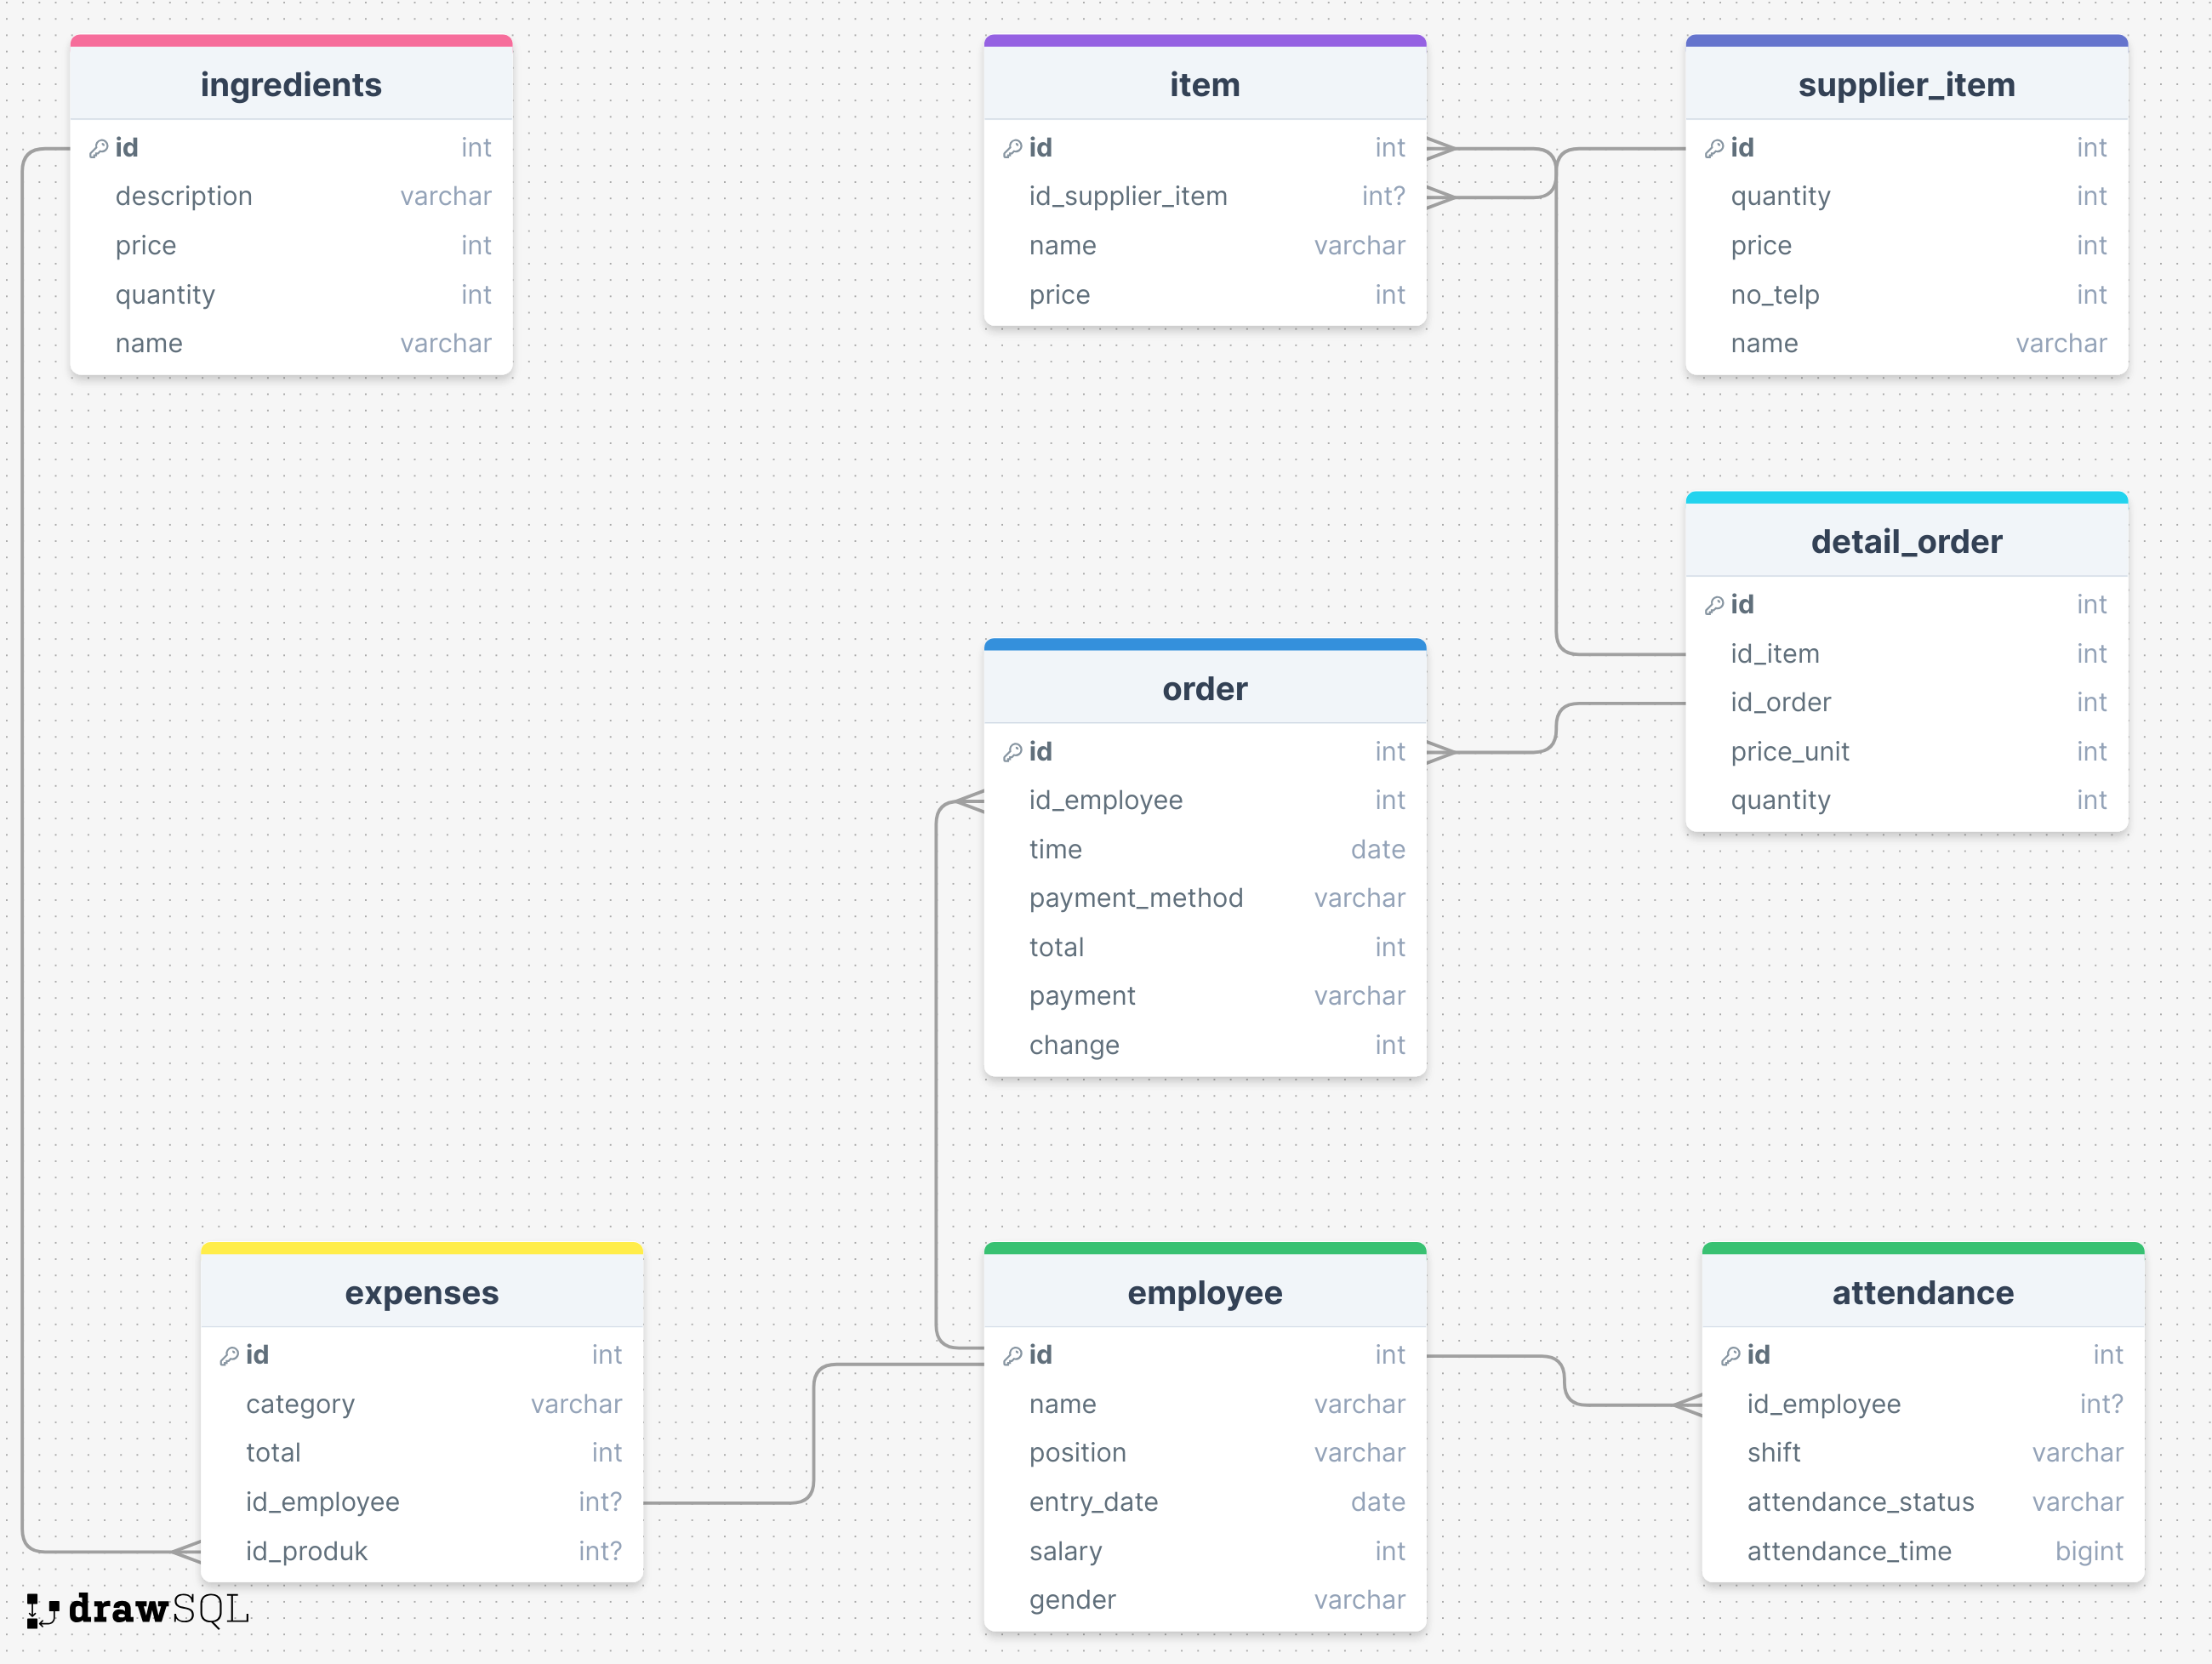 ingredients
id int
description varchar
price int
quantity int
name varchar
item
id int
id_supplier_item int?
name varchar
price int
supplier_item
id int
quantity int
price int
no_telp int
name varchar
detail_order
id int
id_item int
id_order int
price_unit int
quantity int
order
id int
id_employee int
time date
payment_method varchar
total int
payment varchar
change int
expenses
id int
category varchar
total int
id_employee int?
id_produk int?
employee
id int
name varchar
position varchar
entry_date date
salary int
gender varchar
attendance
id int
id_employee int?
shift varchar
attendance_status varchar
attendance_time bigint
drawSQL